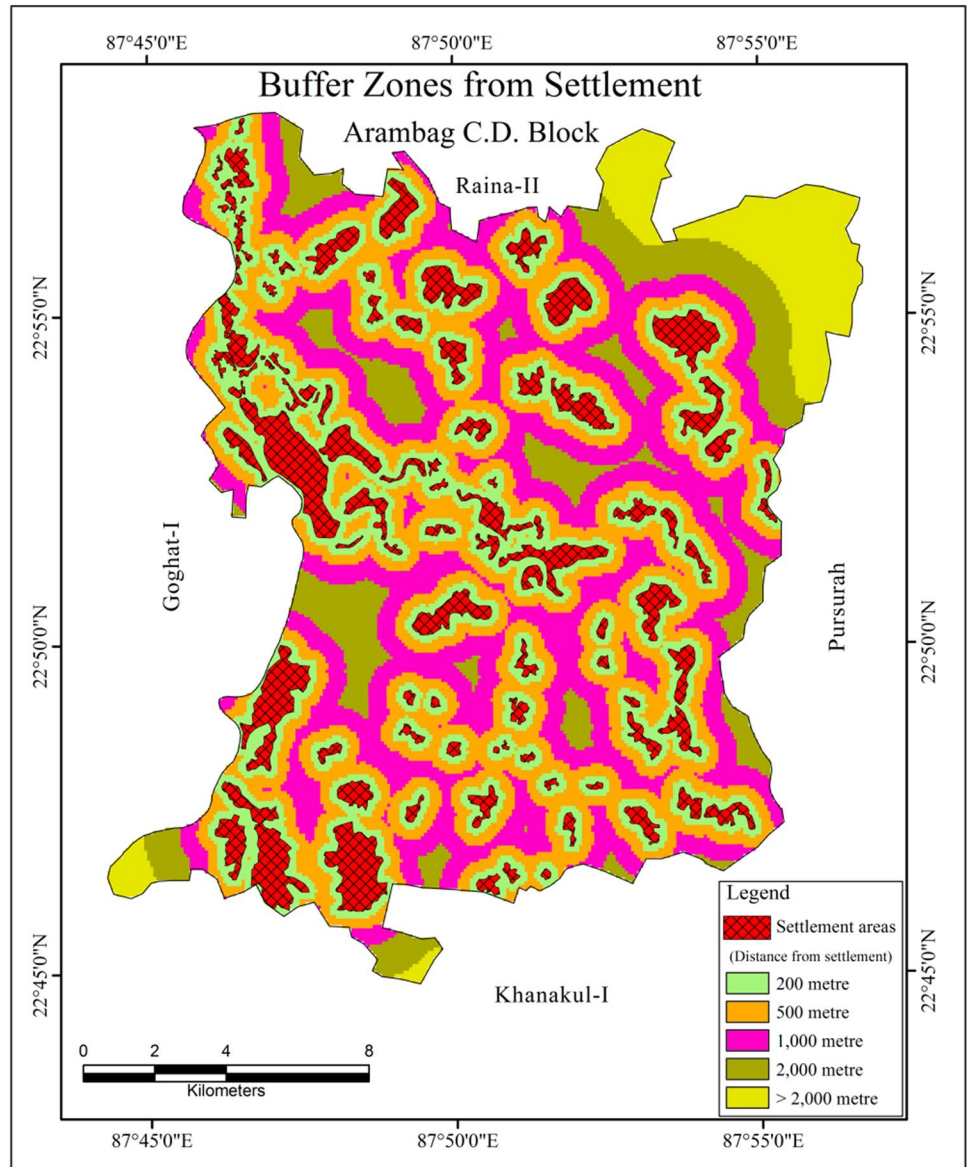 87°45'0"E
87°50'0"E
87°55'0"E
Buffer Zones from Settlement
Arambag C.D. Block
Raina-II
22°55'0"N
22°55'0"N
Goghat-I
Pursurah
22°50'0"N
22°50'0"N
22°45'0"N
22°45'0"N
Khanakul-I
Legend
Settlement areas
(Distance from settlement)
200 metre
500 metre
1,000 metre
2,000 metre
> 2,000 metre
0 2 4 8
Kilometers
87°45'0"E
87°50'0"E
87°55'0"E